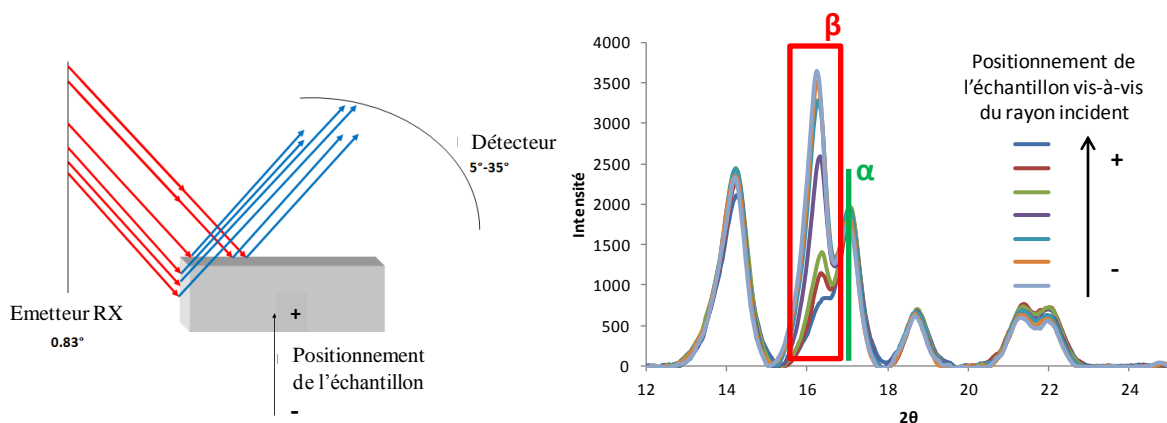 Emetteur RX
0.83°
Détecteur
5°-35°
+
Positionnement
de l'échantillon
-
β
α
Positionnement de
l'échantillon vis-à-vis
du rayon incident
+
-
Intensité
4000
3500
3000
2500
2000
1500
1000
500
0
12
14
16
18
20
22
24
2θ